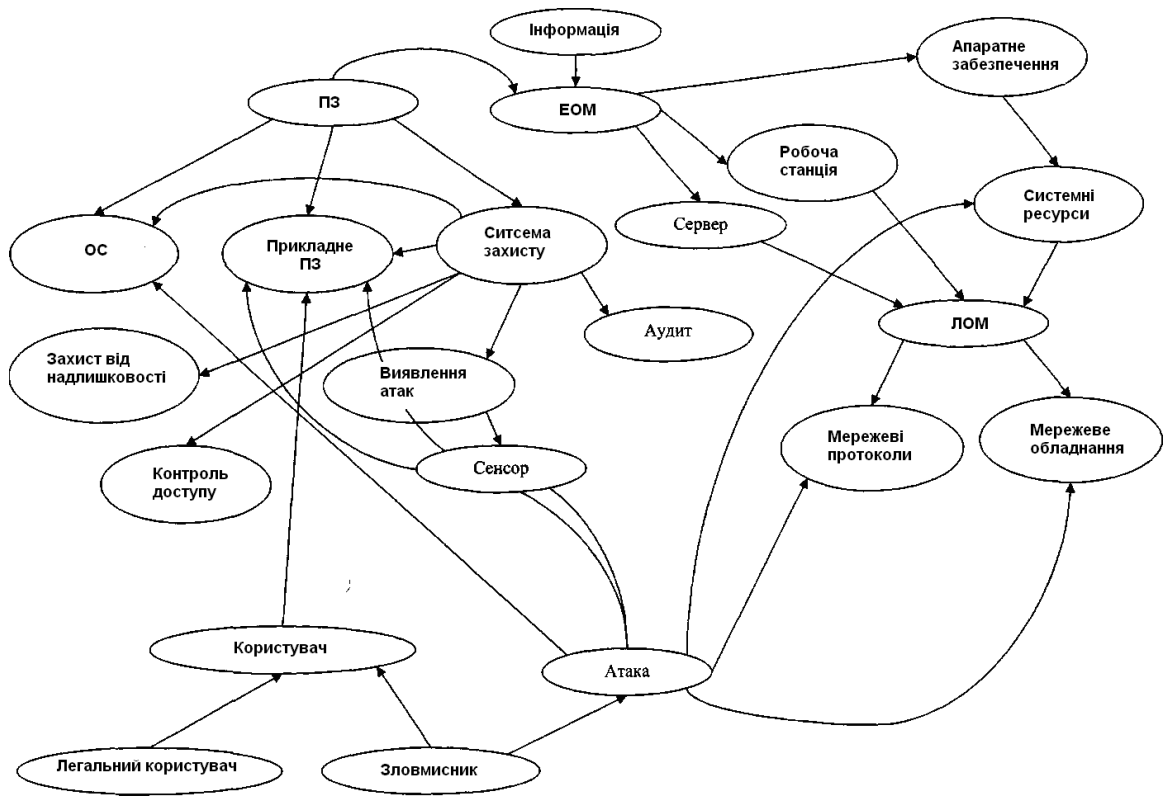 Інформація
Апаратне
забезпечення
ПЗ
ЕОМ
Робоча
станція
Системні
ресурси
Сервер
ОС
Прикладне
ПЗ
Ситсема
захисту
Аудит
ЛОМ
Захист від
надлишковості
Виявлення
атак
Мережеві
протоколи
Мережеве
обладнання
Контроль
доступу
Сенсор
Користувач
Атака
Легальний користувач
Зловмисник